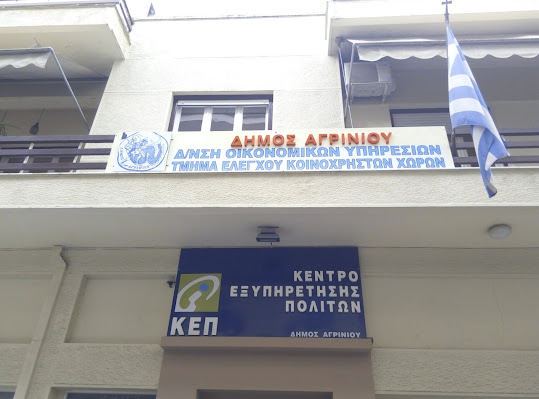 ΔΗΜΟΣ ΑΓΡΙΝΙΟΥ
Δ/ΝΣΗ ΟΙΚΟΝΟΜΙΚΩΝ ΥΠΗΡΕΣΙΩΝ
ΤΜΗΜΑ ΕΛΕΓΧΟΥ ΚΟΙΝΟΧΡΗΣΤΩΝ ΧΩΡΩΝ
ΚΕΝΤΡΟ
ΕΞΥΠΗΡΕΤΗΣΗΣ
ΠΟΛΙΤΩΝ
ΚΕΠ
ΔΗΜΟΣ ΑΓΡΙΝΙΟΥ